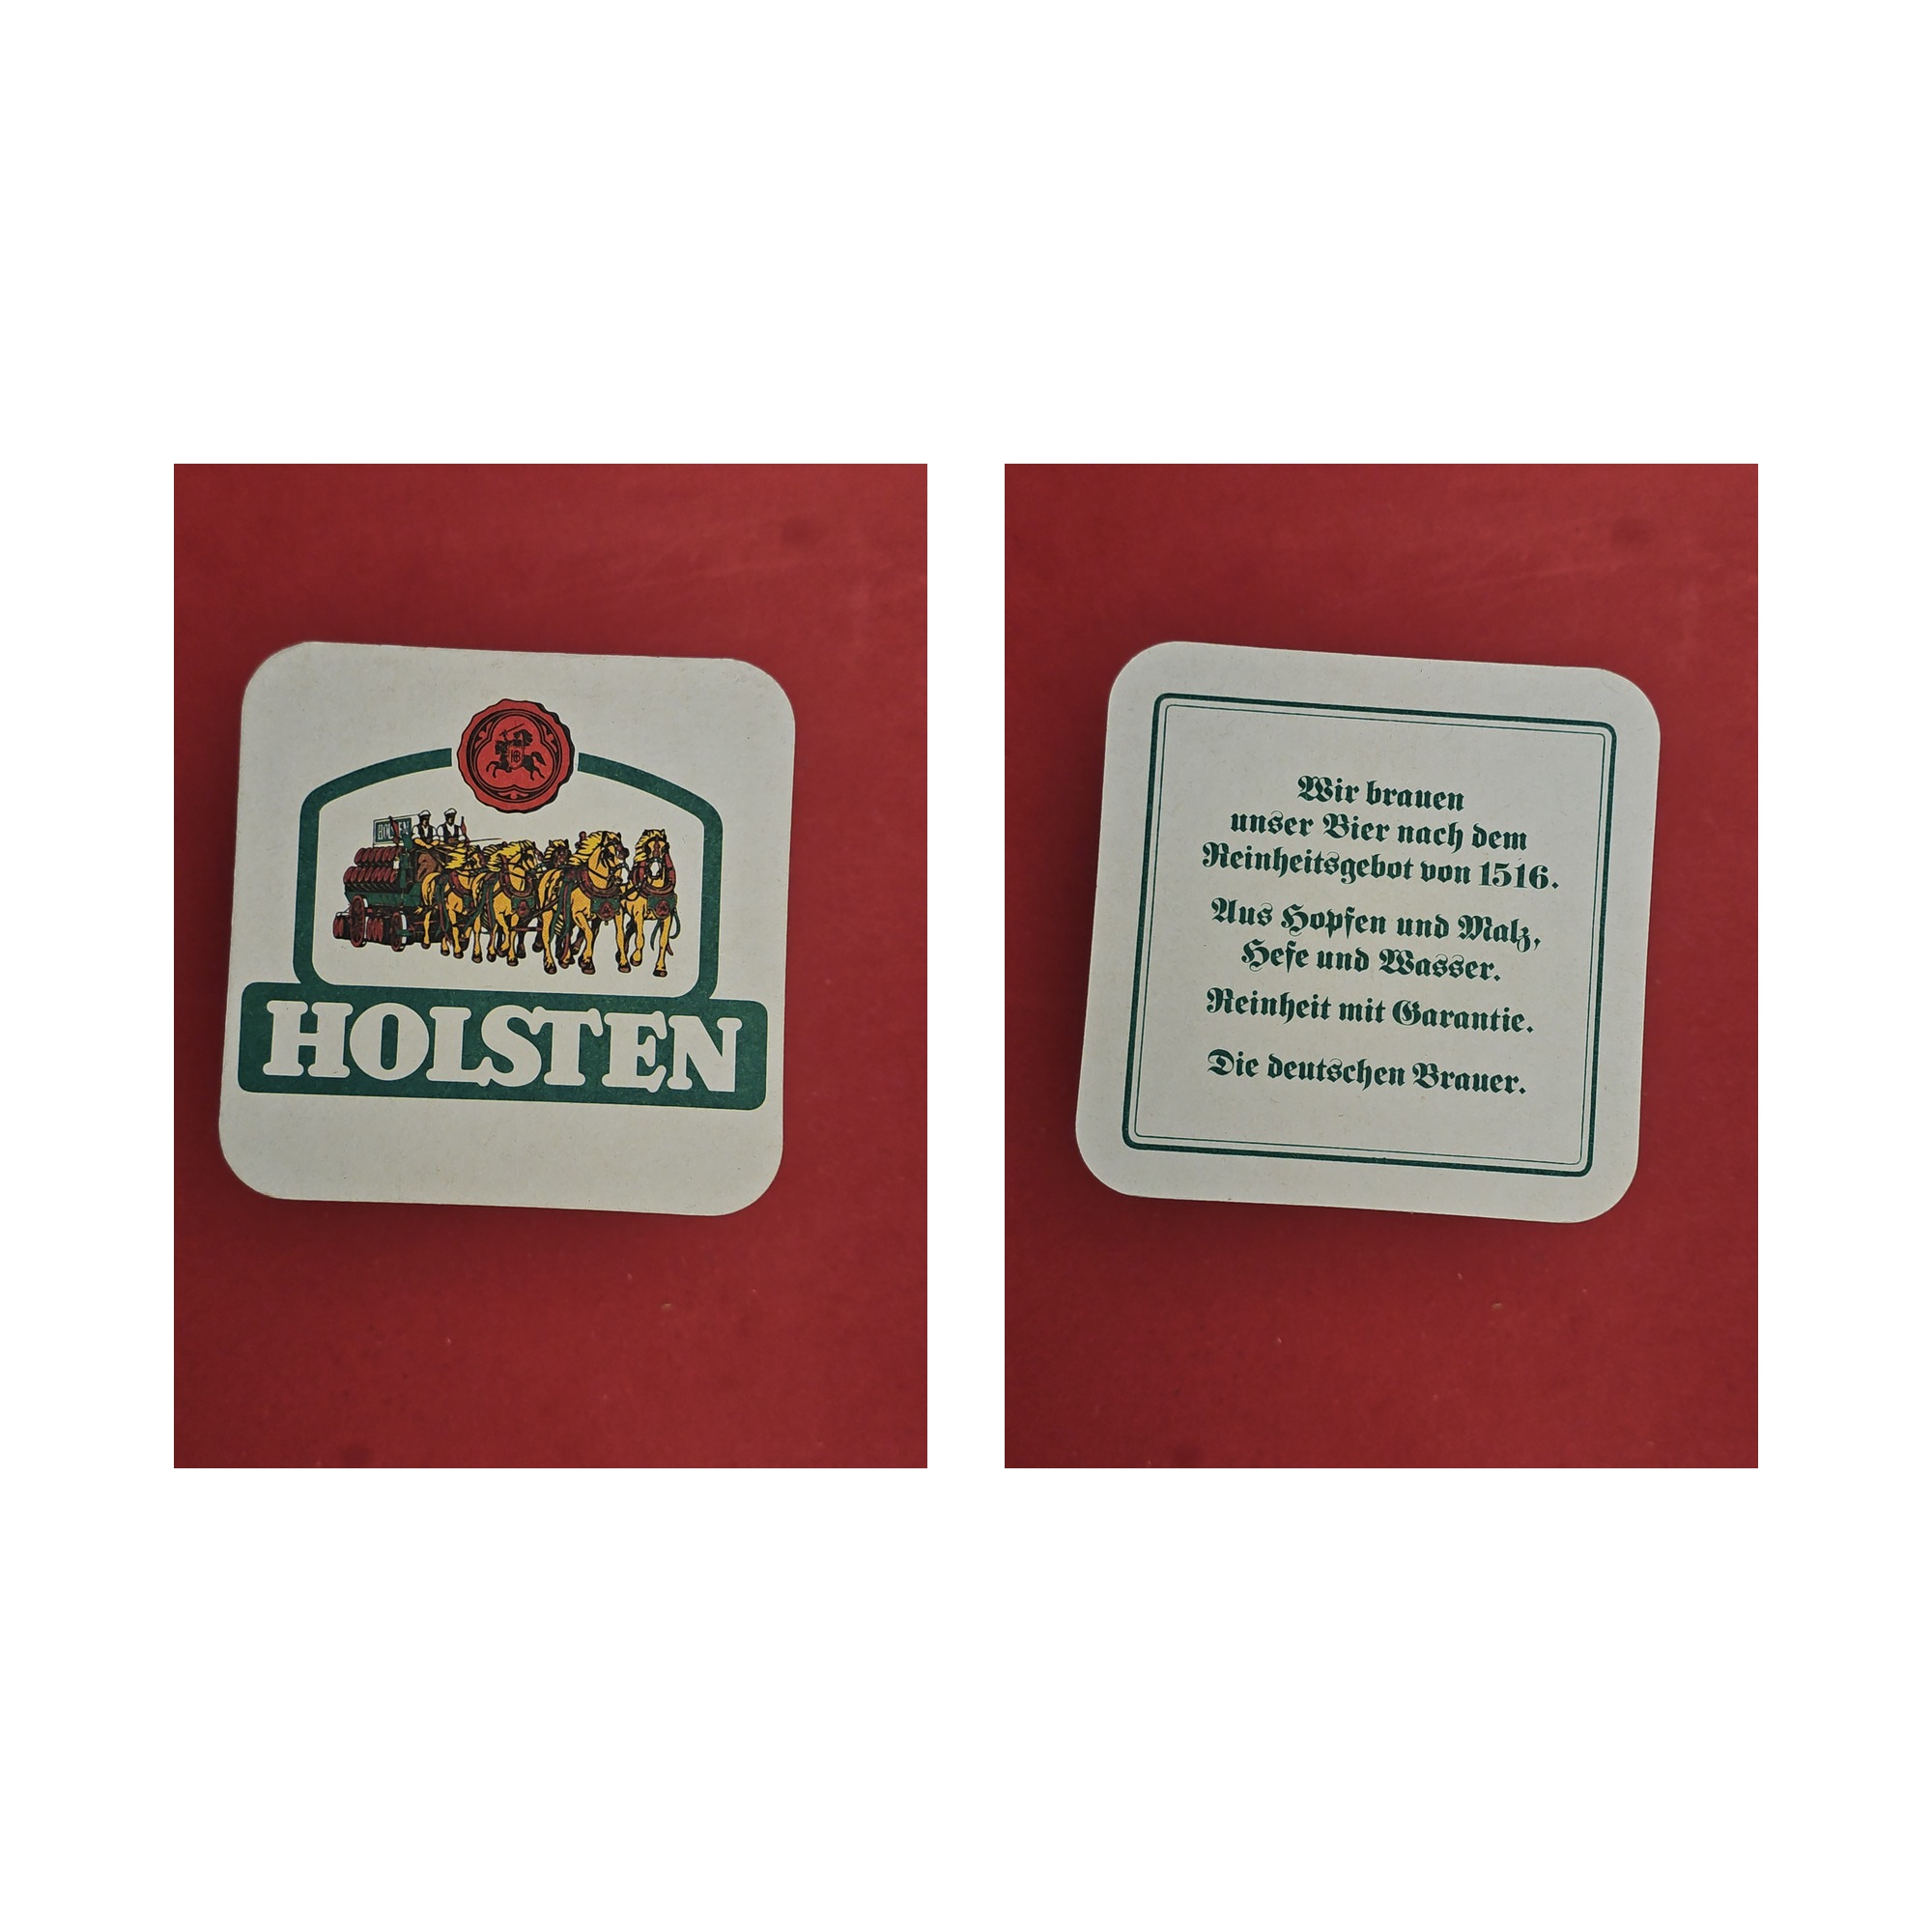 HOLSTEN
HOLSTEN
Wir brauen
unser Bier nach dem
Reinheitsgebot von 1516.
Aus Hopfen und Malz,
Hefe und Wasser.
Reinheit mit Garantie.
Die deutschen Brauer.